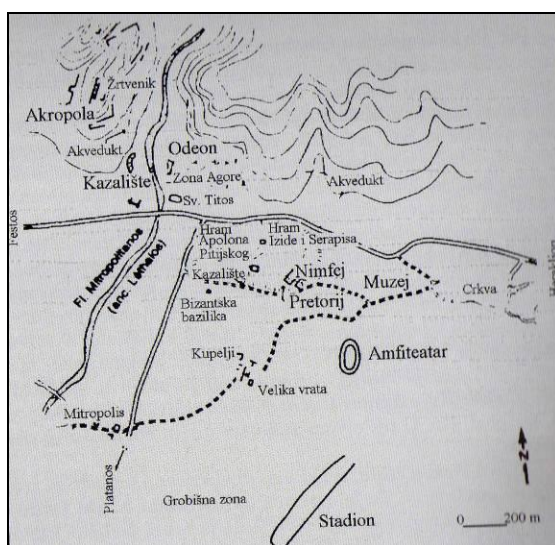 Žrtvenik
Akropola
Akvedukt
Odeon
Kazalište
Zona Agore
Akvedukt
Sv. Titos
Festos
Fl. Mitropolitanos
(anc. Lethaios)
Hram
Apolona
Pitijskog
Hram
Izide i Serapisa
Kazalište
Nimfej
Muzej
Crkva
Pretorij
Bizantska
bazilika
Kupelji
Amfiteatar
Velika vrata
Mitropolis
Platanos
Grobišna zona
Stadion
N
0 200 m